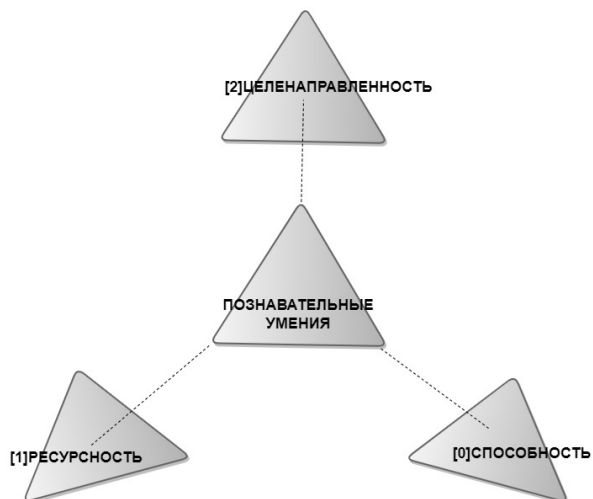 [2]ЦЕЛЕНАПРАВЛЕННОСТЬ
ПОЗНАВАТЕЛЬНЫЕ
УМЕНИЯ
[1]РЕСУРСНОСТЬ
[0]СПОСОБНОСТЬ